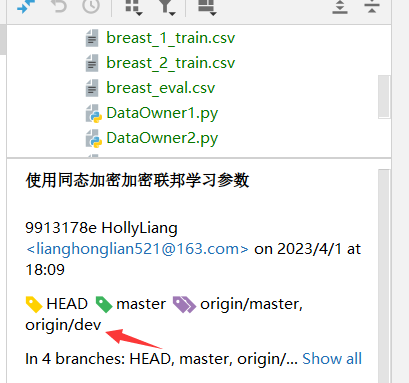 breast_1_train.csv
breast_2_train.csv
breast_eval.csv
DataOwner1.py
DataOwner2.py
使用同态加密加密联邦学习参数
9913178e HollyLiang
<lianghonglian521@163.com> on 2023/4/1 at
18:09
HEAD master origin/master,
origin/dev
In 4 branches: HEAD, master, origin/... Show all